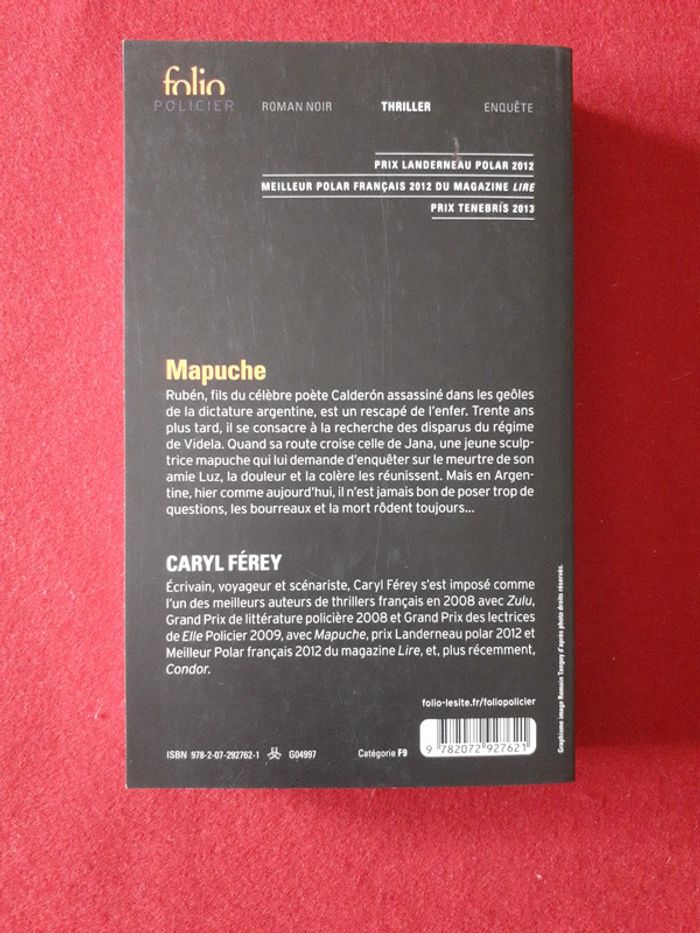 folio
POLICIER
ROMAN NOIR THRILLER ENQUÊTE
PRIX LANDERNEAU POLAR 2012
MEILLEUR POLAR FRANÇAIS 2012 DU MAGAZINE LIRE
PRIX TENEBRIS 2013
Mapuche
Rubén, fils du célèbre poète Calderón assassiné dans les geôles
de la dictature argentine, est un rescapé de l'enfer. Trente ans
plus tard, il se consacre à la recherche des disparus du régime
de Videla. Quand sa route croise celle de Jana, une jeune sculp-
trice mapuche qui lui demande d'enquêter sur le meurtre de son
amie Luz, la douleur et la colère les réunissent. Mais en Argen-
tine, hier comme aujourd'hui, il n'est jamais bon de poser trop de
questions, les bourreaux et la mort rôdent toujours...
CARYL FÉREY
Écrivain, voyageur et scénariste, Caryl Férey s'est imposé comme
l'un des meilleurs auteurs de thrillers français en 2008 avec Zulu,
Grand Prix de littérature policière 2008 et Grand Prix des lectrices
de Elle Policier 2009, avec Mapuche, prix Landerneau polar 2012 et
Meilleur Polar français 2012 du magazine Lire, et, plus récemment,
Condor.
folio-lesite.fr/foliopolicier
ISBN 978-2-07-292762-1 G04997 Catégorie F9
9 782072 927621
Graphisme image Romain Tanguy d'après photo droits réservés.